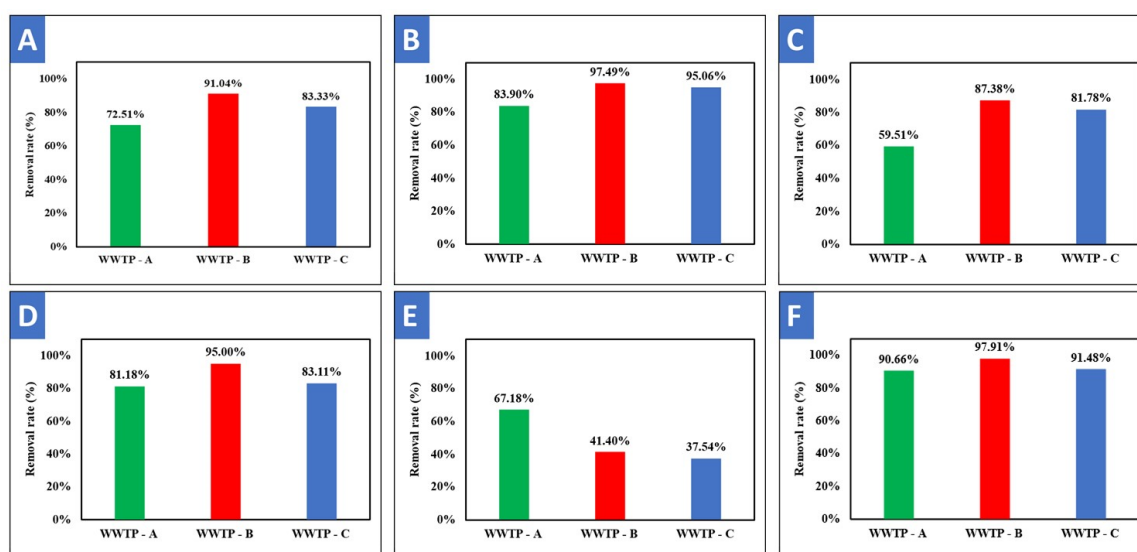 A
Removal rate (%)
100%
80%
60%
40%
20%
0%
72.51%
91.04%
83.33%
WWTP - A
WWTP - B
WWTP - C
B
Removal rate (%)
100%
80%
60%
40%
20%
0%
83.90%
97.49%
95.06%
WWTP - A
WWTP - B
WWTP - C
C
Removal rate (%)
100%
80%
60%
40%
20%
0%
59.51%
87.38%
81.78%
WWTP - A
WWTP - B
WWTP - C
D
Removal rate (%)
100%
80%
60%
40%
20%
0%
81.18%
95.00%
83.11%
WWTP - A
WWTP - B
WWTP - C
E
Removal rate (%)
100%
80%
60%
40%
20%
0%
67.18%
41.40%
37.54%
WWTP - A
WWTP - B
WWTP - C
F
Removal rate (%)
100%
80%
60%
40%
20%
0%
90.66%
97.91%
91.48%
WWTP - A
WWTP - B
WWTP - C